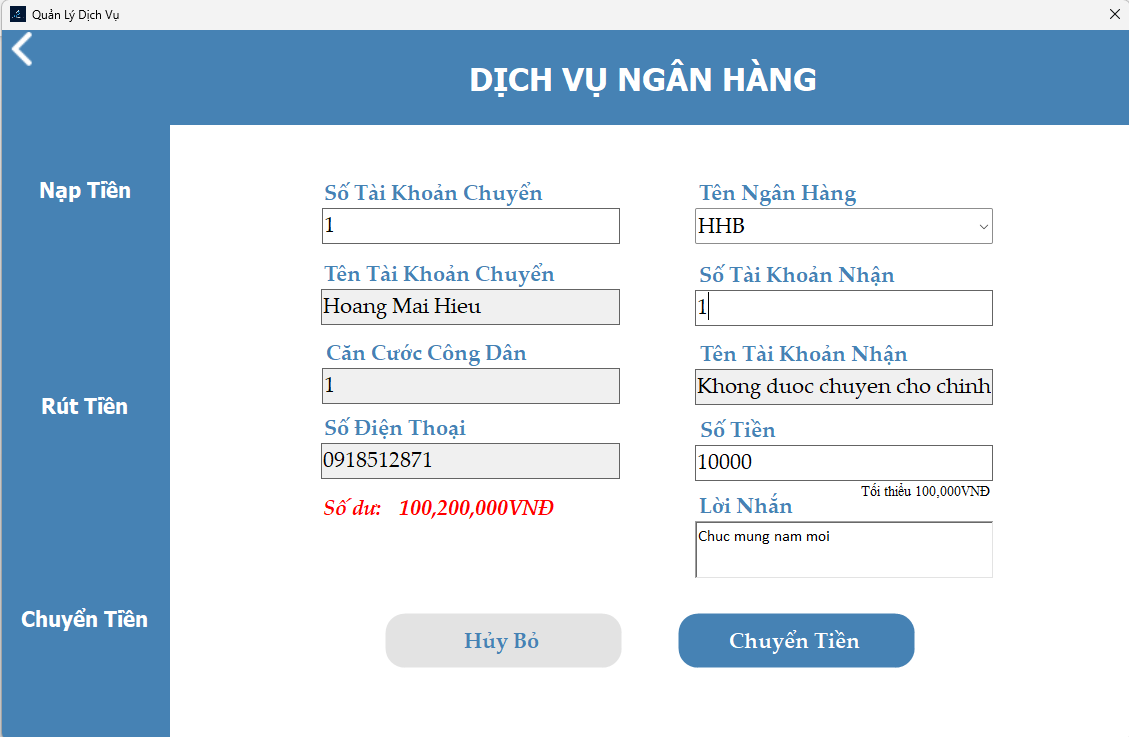 Quản Lý Dịch Vụ
DỊCH VỤ NGÂN HÀNG
Nạp Tiền
Rút Tiền
Chuyển Tiền
Số Tài Khoản Chuyển
1
Tên Tài Khoản Chuyển
Hoang Mai Hieu
Căn Cước Công Dân
1
Số Điện Thoại
0918512871
Số dư: 100,200,000VNĐ
Tên Ngân Hàng
HHB
Số Tài Khoản Nhận
1
Tên Tài Khoản Nhận
Khong duoc chuyen cho chinh
Số Tiền
10000
Tối thiểu 100,000VNĐ
Lời Nhắn
Chuc mung nam moi
Hủy Bỏ
Chuyển Tiền